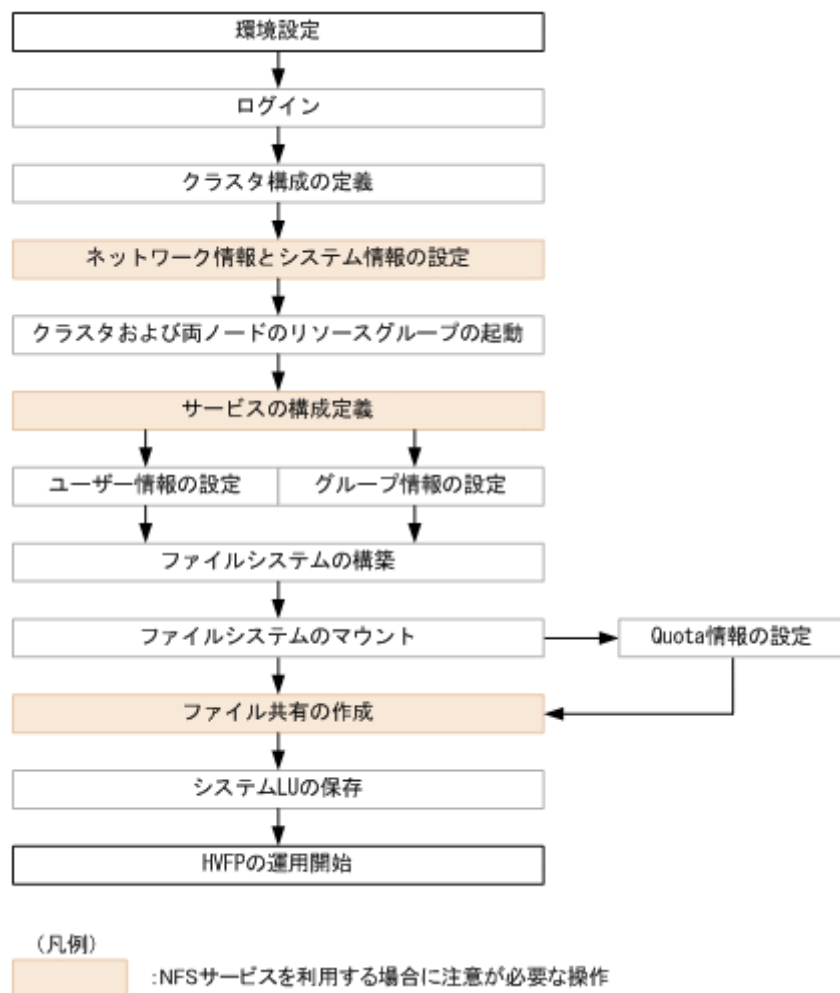 環境設定
ログイン
クラスタ構成の定義
ネットワーク情報とシステム情報の設定
クラスタおよび両ノードのリソースグループの起動
サービスの構成定義
ユーザー情報の設定
グループ情報の設定
ファイルシステムの構築
ファイルシステムのマウント
Quota情報の設定
ファイル共有の作成
システムLUの保存
HVFPの運用開始
(凡例)
:NFSサービスを利用する場合に注意が必要な操作